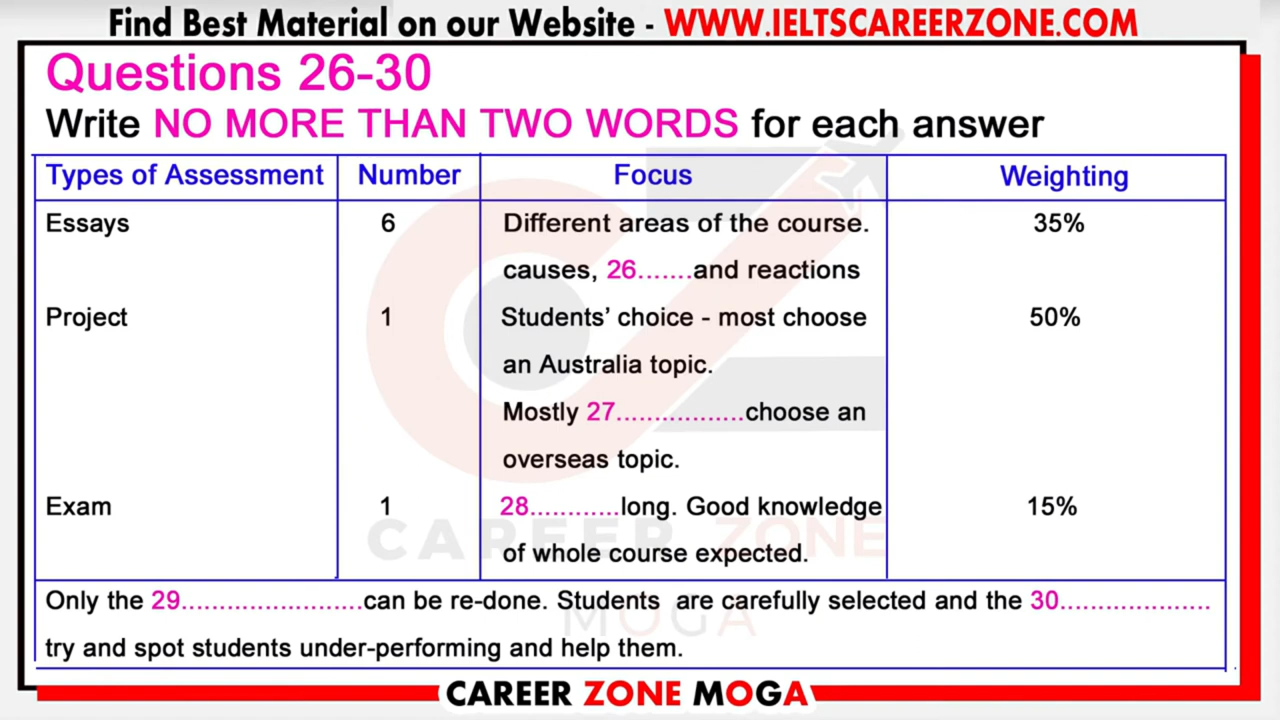 Find Best Material on our Website - WWW.IELTSCAREERZONE.COM
Questions 26-30
Write NO MORE THAN TWO WORDS for each answer
Types of Assessment Number Focus Weighting
Essays 6 Different areas of the course. 35%
causes, 26.......and reactions
Project 1 Students' choice - most choose 50%
an Australia topic.
Mostly 27.................choose an
overseas topic.
Exam 1 28............long. Good knowledge 15%
of whole course expected.
CAREER ZONE
MOGA
Only the 29........................can be re-done. Students are carefully selected and the 30....................
try and spot students under-performing and help them.
CAREER ZONE MOGA